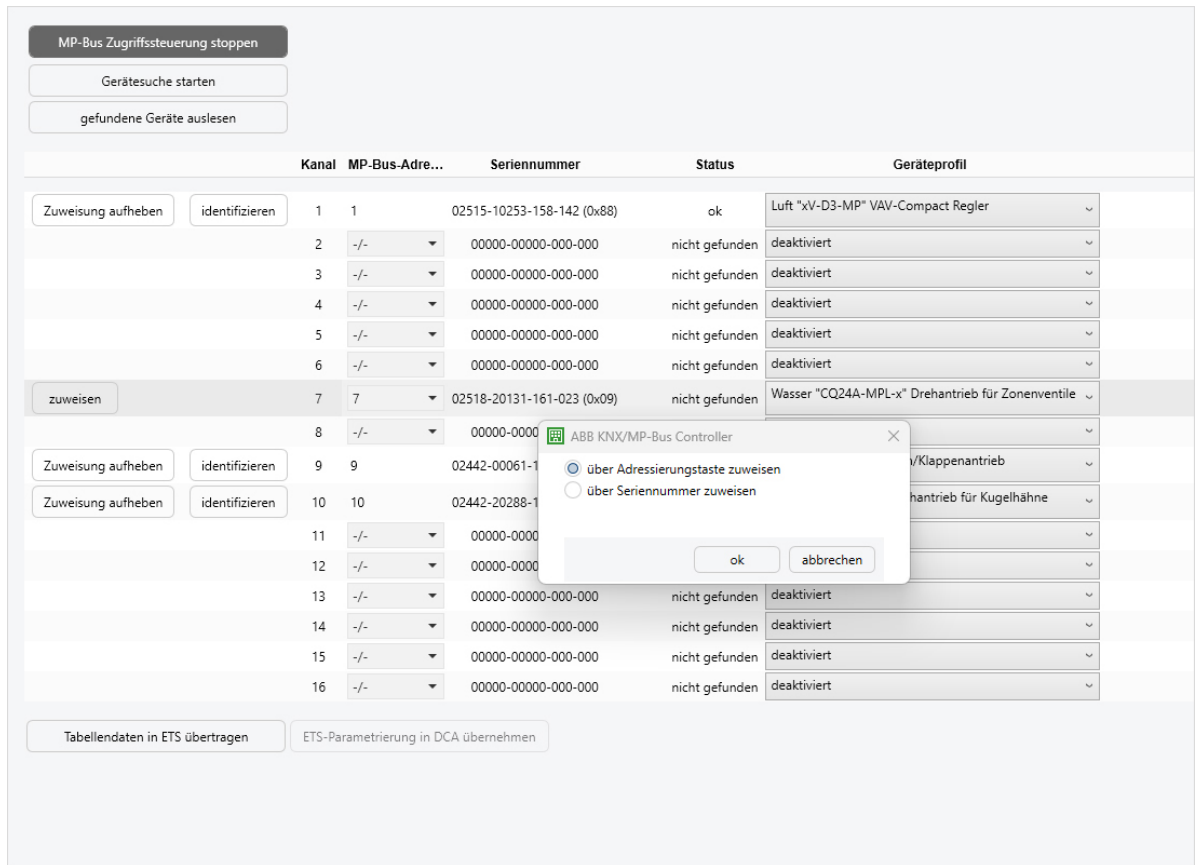 MP-Bus Zugriffssteuerung stoppen
Gerätesuche starten
gefundene Geräte auslesen
Kanal MP-Bus-Adre... Seriennummer Status Geräteprofil
Zuweisung aufheben identifizieren 1 1 02515-10253-158-142 (0x88) ok Luft "xV-D3-MP" VAV-Compact Regler
2 -/- 00000-00000-000-000 nicht gefunden deaktiviert
3 -/- 00000-00000-000-000 nicht gefunden deaktiviert
4 -/- 00000-00000-000-000 nicht gefunden deaktiviert
5 -/- 00000-00000-000-000 nicht gefunden deaktiviert
6 -/- 00000-00000-000-000 nicht gefunden deaktiviert
zuweisen 7 7 02518-20131-161-023 (0x09) nicht gefunden Wasser "CQ24A-MPL-x" Drehantrieb für Zonenventile
8 -/- 00000-0000
ABB KNX/MP-Bus Controller
Zuweisung aufheben identifizieren 9 9 02442-00061-1 /Klappenantrieb
über Adressierungstaste zuweisen
über Seriennummer zuweisen
Zuweisung aufheben identifizieren 10 10 02442-20288-1 hantrieb für Kugelhähne
11 -/- 00000-0000
ok abbrechen
12 -/- 00000-0000
13 -/- 00000-00000-000-000 nicht gefunden deaktiviert
14 -/- 00000-00000-000-000 nicht gefunden deaktiviert
15 -/- 00000-00000-000-000 nicht gefunden deaktiviert
16 -/- 00000-00000-000-000 nicht gefunden deaktiviert
Tabellendaten in ETS übertragen ETS-Parametrierung in DCA übernehmen